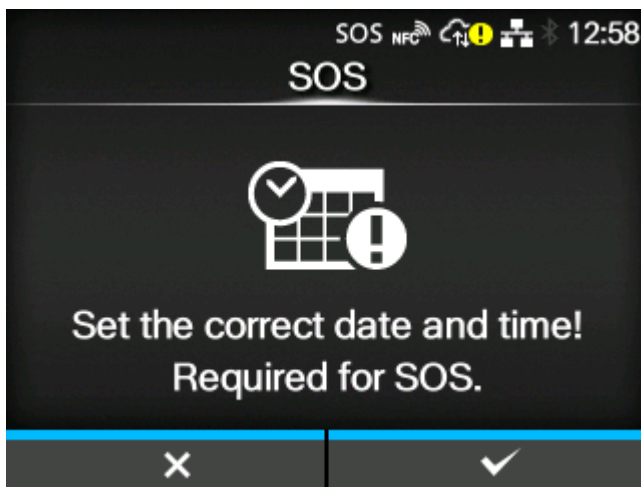 SOS NFC 12:58
SOS
Set the correct date and time!
Required for SOS.